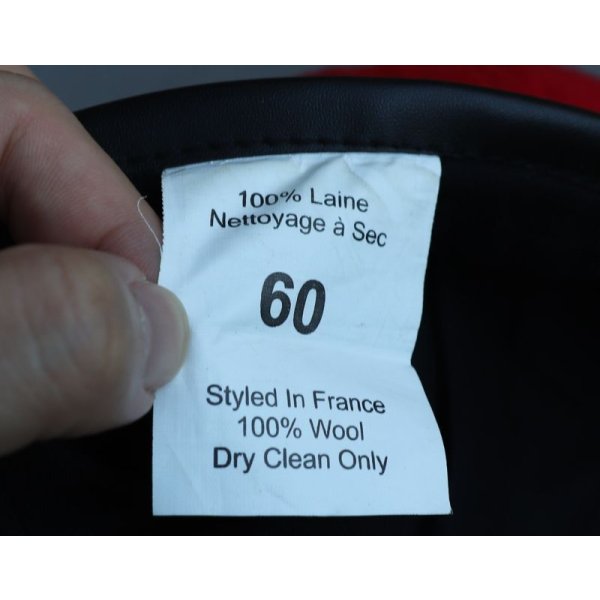 100% Laine
Nettoyage à Sec
60
Styled In France
100% Wool
Dry Clean Only